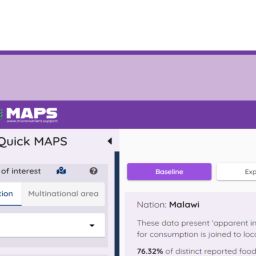 MAPS
www.micronutrient.support
Quick MAPS
of interest
tion
Multinational area
Baseline
Exp
Nation: Malawi
These data present 'apparent in
for consumption is joined to loca
76.32% of distinct reported food